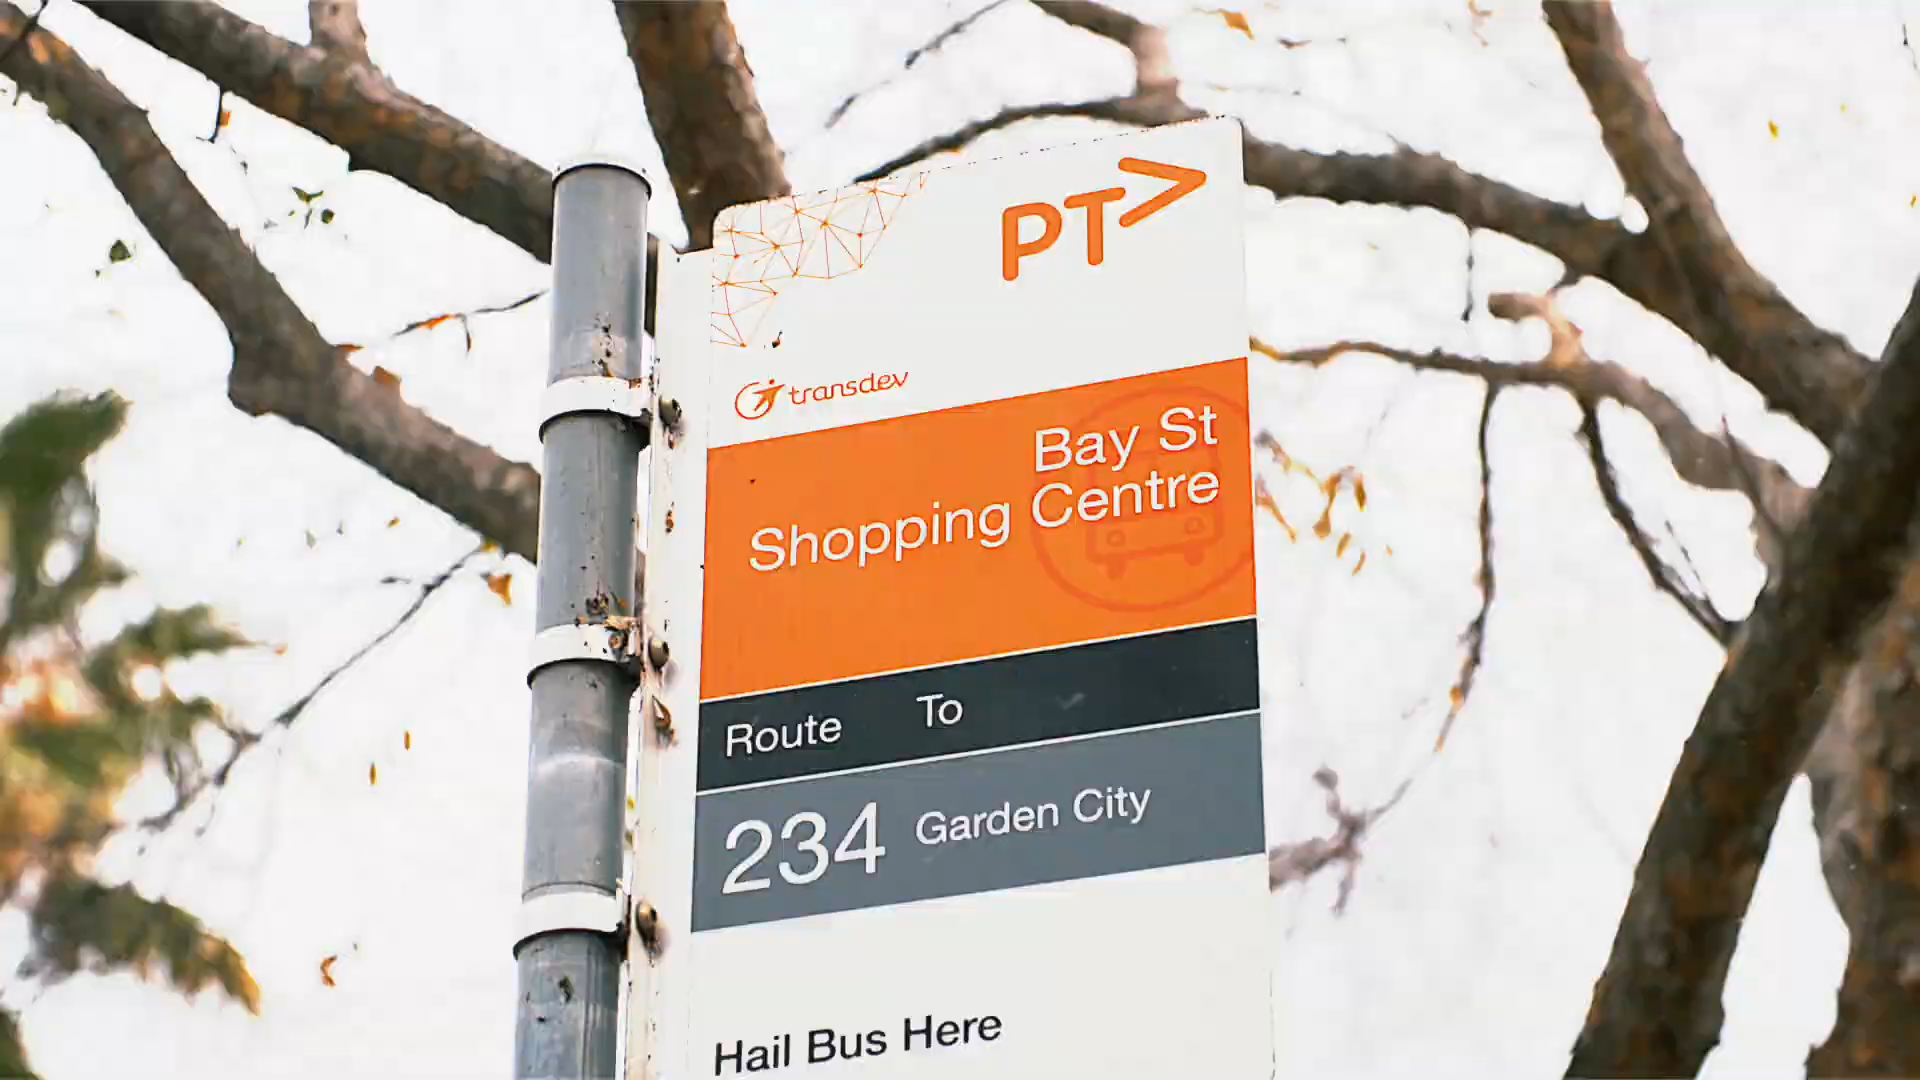 PT>
transdev
Bay St
Shopping Centre
Route To
234 Garden City
Hail Bus Here